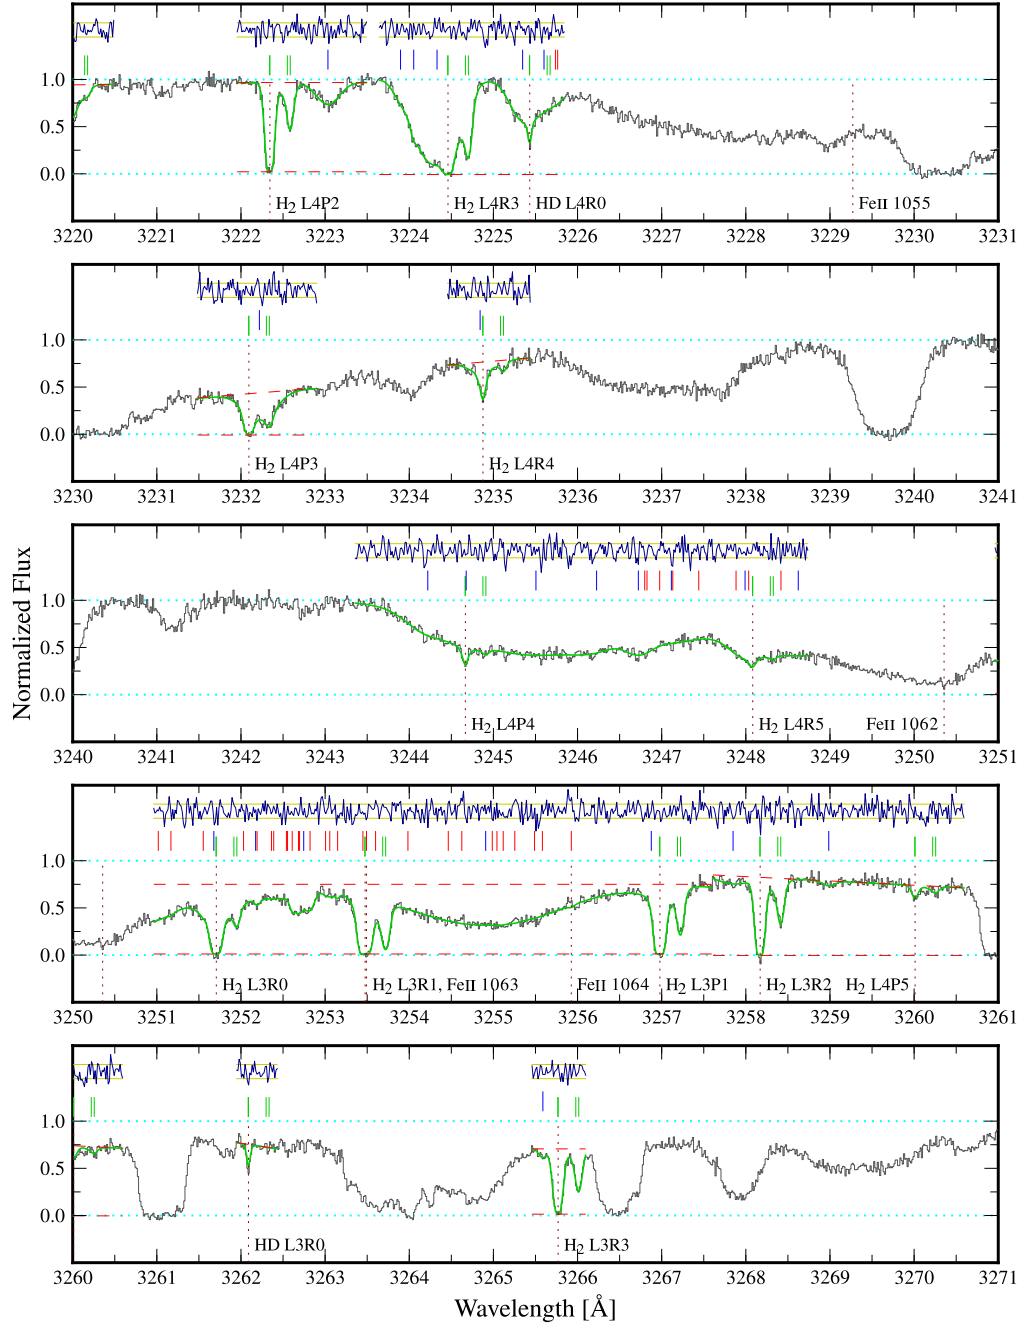 1.0
0.5
0.0
H2 L4P2 H2 L4R3 HD L4R0 FeII 1055
3220 3221 3222 3223 3224 3225 3226 3227 3228 3229 3230 3231
1.0
0.5
0.0
H2 L4P3 H2 L4R4
3230 3231 3232 3233 3234 3235 3236 3237 3238 3239 3240 3241
Normalized Flux
1.0
0.5
0.0
H2 L4P4 H2 L4R5 FeII 1062
3240 3241 3242 3243 3244 3245 3246 3247 3248 3249 3250 3251
1.0
0.5
0.0
H2 L3R0 H2 L3R1, FeII 1063 FeII 1064 H2 L3P1 H2 L3R2 H2 L4P5
3250 3251 3252 3253 3254 3255 3256 3257 3258 3259 3260 3261
1.0
0.5
0.0
HD L3R0 H2 L3R3
3260 3261 3262 3263 3264 3265 3266 3267 3268 3269 3270 3271
Wavelength [Å]